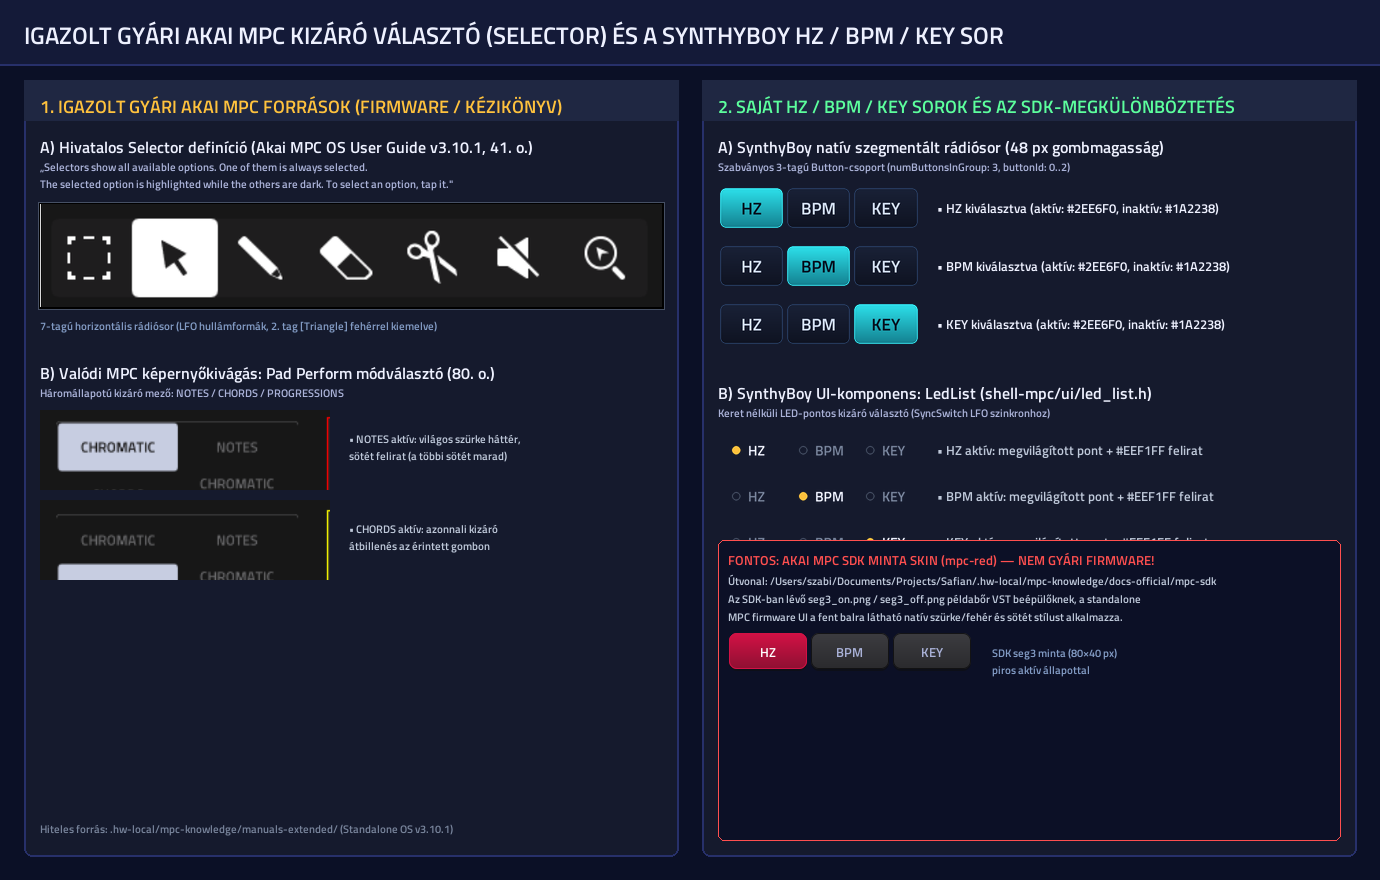 IGAZOLT GYÁRI AKAI MPC KIZÁRÓ VÁLASZTÓ (SELECTOR) ÉS A SYNTHYBOY HZ / BPM / KEY SOR
1. IGAZOLT GYÁRI AKAI MPC FORRÁSOK (FIRMWARE / KÉZIKÖNYV)
A) Hivatalos Selector definíció (Akai MPC OS User Guide v3.10.1, 41. o.)
„Selectors show all available options. One of them is always selected.
The selected option is highlighted while the others are dark. To select an option, tap it."
7-tagú horizontális rádiósor (LFO hullámformák, 2. tag [Triangle] fehérrel kiemelve)
B) Valódi MPC képernyőkivágás: Pad Perform módválasztó (80. o.)
Háromállapotú kizáró mező: NOTES / CHORDS / PROGRESSIONS
CHROMATIC NOTES
CHROMATIC
▪ NOTES aktív: világos szürke háttér,
sötét felirat (a többi sötét marad)
CHROMATIC NOTES
CHROMATIC
▪ CHORDS aktív: azonnali kizáró
átbillenés az érintett gombon
Hiteles forrás: .hw-local/mpc-knowledge/manuals-extended/ (Standalone OS v3.10.1)
2. SAJÁT HZ / BPM / KEY SOROK ÉS AZ SDK-MEGKÜLÖNBÖZTETÉS
A) SynthyBoy natív szegmentált rádiósor (48 px gombmagasság)
Szabványos 3-tagú Button-csoport (numButtonsInGroup: 3, buttonId: 0..2)
HZ BPM KEY ▪ HZ kiválasztva (aktív: #2EE6F0, inaktív: #1A2238)
HZ BPM KEY ▪ BPM kiválasztva (aktív: #2EE6F0, inaktív: #1A2238)
HZ BPM KEY ▪ KEY kiválasztva (aktív: #2EE6F0, inaktív: #1A2238)
B) SynthyBoy UI-komponens: LedList (shell-mpc/ui/led_list.h)
Keret nélküli LED-pontos kizáró választó (SyncSwitch LFO szinkronhoz)
HZ BPM KEY ▪ HZ aktív: megvilágított pont + #EEF1FF felirat
HZ BPM KEY ▪ BPM aktív: megvilágított pont + #EEF1FF felirat
FONTOS: AKAI MPC SDK MINTA SKIN (mpc-red) — NEM GYÁRI FIRMWARE!
Útvonal: /Users/szabi/Documents/Projects/Safian/.hw-local/mpc-knowledge/docs-official/mpc-sdk
Az SDK-ban lévő seg3_on.png / seg3_off.png példabőr VST beépülőknek, a standalone
MPC firmware UI a fent balra látható natív szürke/fehér és sötét stílust alkalmazza.
HZ BPM KEY
SDK seg3 minta (80×40 px)
piros aktív állapottal